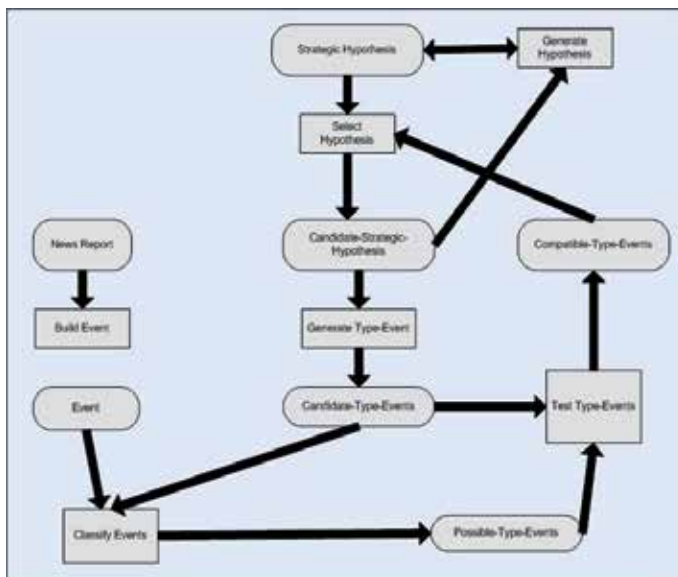 Strategic Hypothesis
Generate
Hypothesis
Select
Hypothesis
News Report
Candidate-Strategic-
Hypothesis
Compatible-Type-Events
Build Event
Generate Type-Event
Event
Candidate-Type-Events
Test Type-Events
Classify Events
Possible-Type-Events